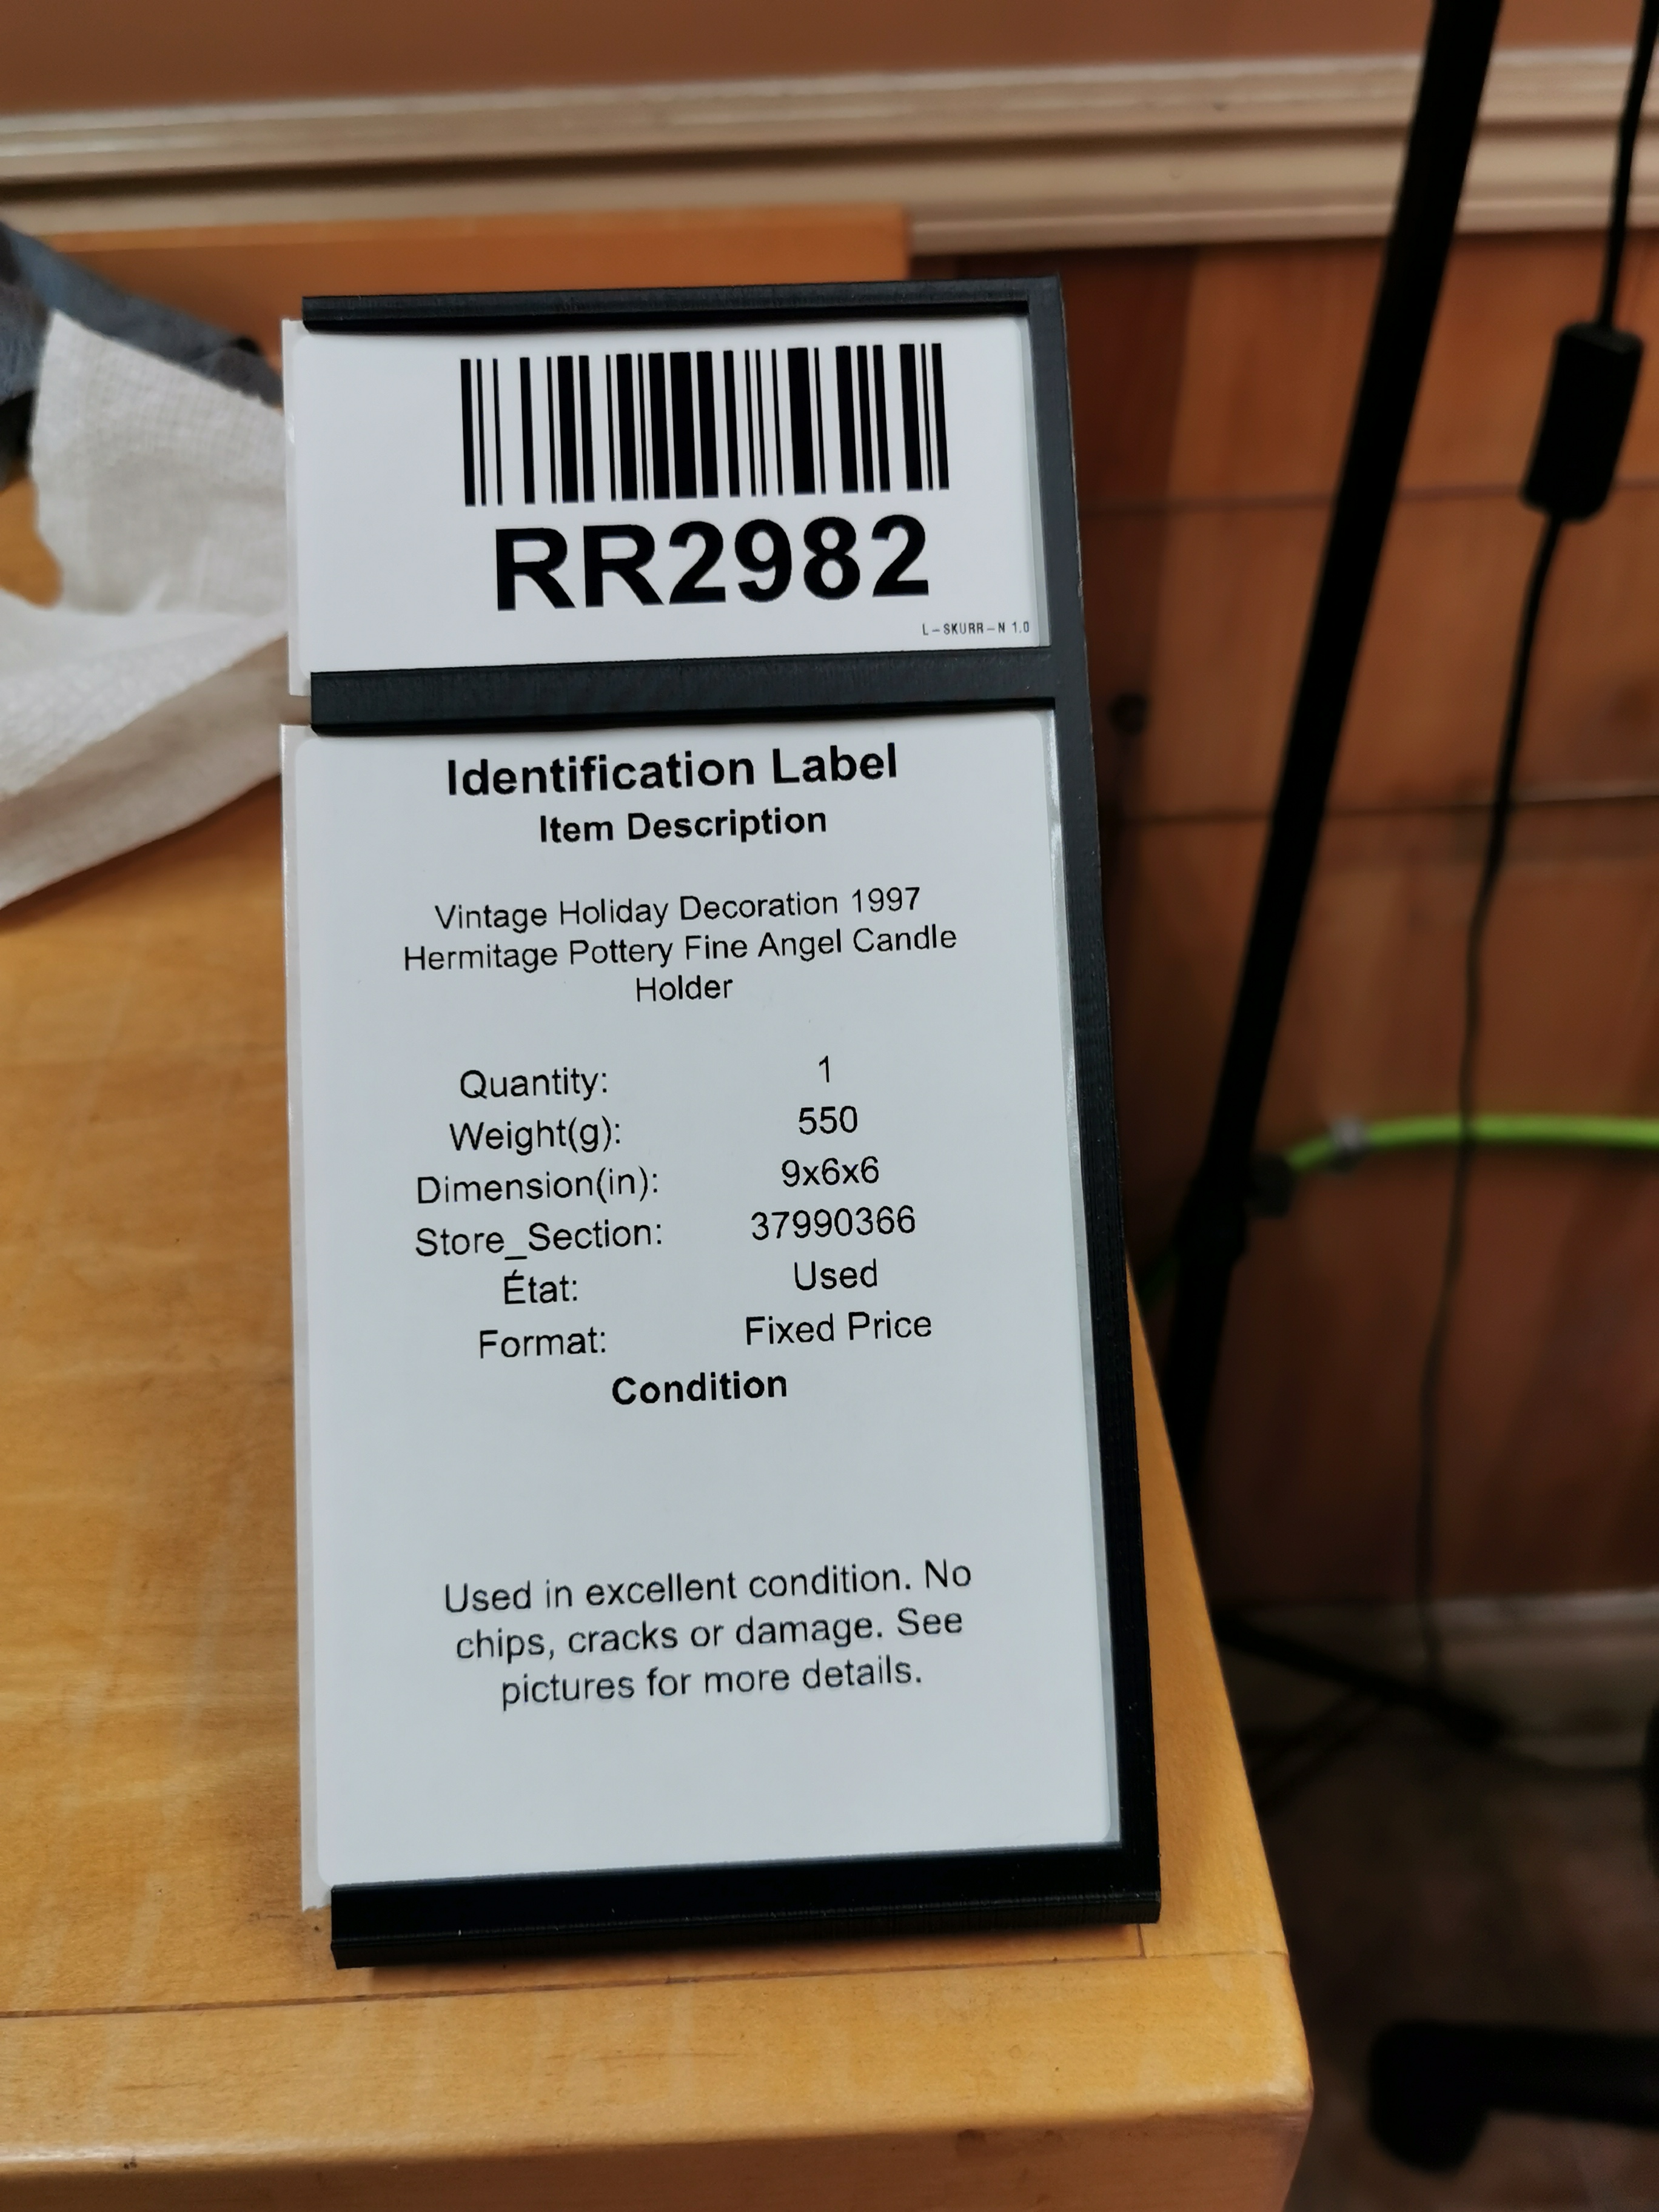 RR2982
L-SKURR-N 1.0
Identification Label
Item Description
Vintage Holiday Decoration 1997
Hermitage Pottery Fine Angel Candle
Holder
Quantity: 1
Weight(g): 550
Dimension(in): 9x6x6
Store_Section: 37990366
État: Used
Format: Fixed Price
Condition
Used in excellent condition. No
chips, cracks or damage. See
pictures for more details.